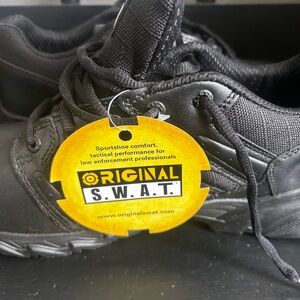 Sportshoe comfort,
tactical performance for
law enforcement professionals
ORIGINAL
S.W.A.T.
www.originalswat.com